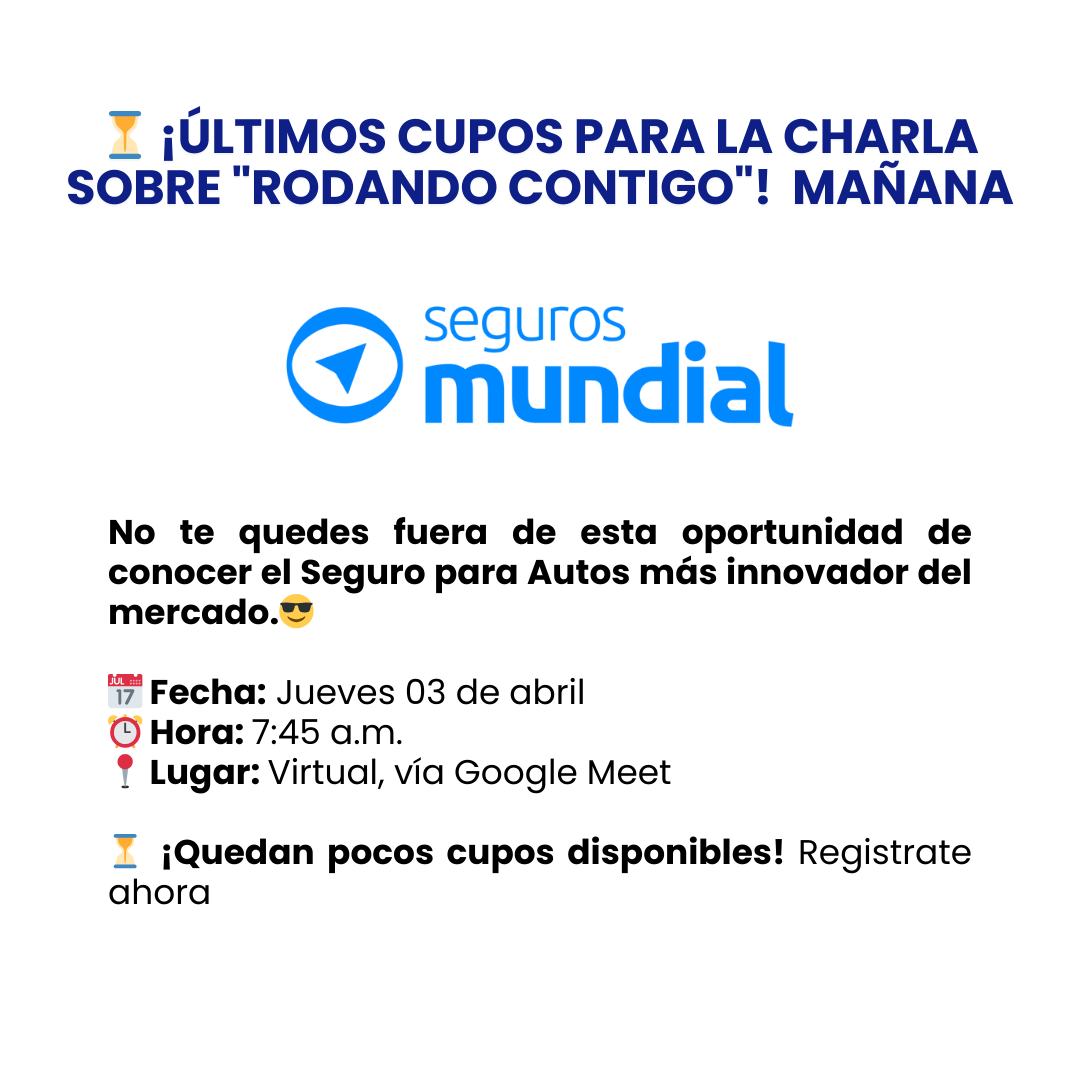 ⏳ ¡ÚLTIMOS CUPOS PARA LA CHARLA
SOBRE "RODANDO CONTIGO"! MAÑANA
seguros
mundial
No te quedes fuera de esta oportunidad de
conocer el Seguro para Autos más innovador del
mercado.😎
📅 Fecha: Jueves 03 de abril
⏰ Hora: 7:45 a.m.
📍 Lugar: Virtual, vía Google Meet
⏳ ¡Quedan pocos cupos disponibles! Registrate
ahora